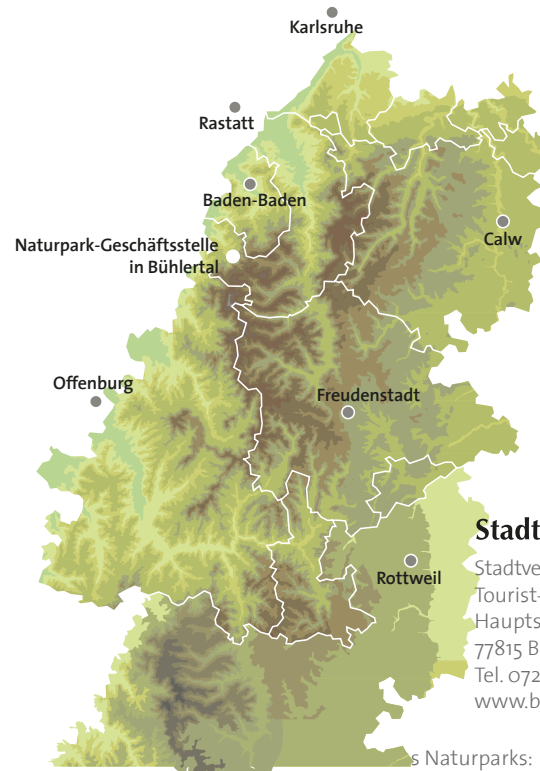 Karlsruhe
Rastatt
Baden-Baden
Naturpark-Geschäftsstelle
in Bühlertal
Calw
Offenburg
Freudenstadt
Rottweil
Stadt
Stadtve
Tourist-
Haupts
77815 B
Tel. 072
www.b
s Naturparks: